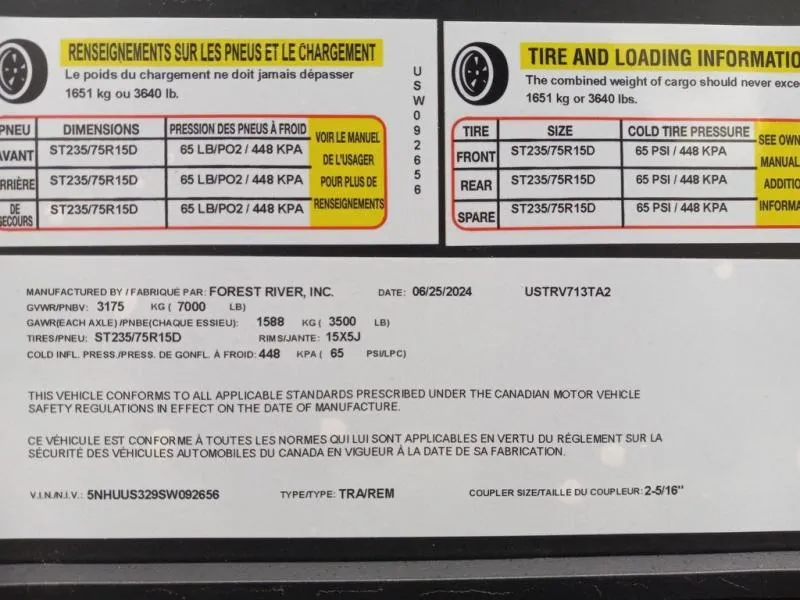 RENSEIGNEMENTS SUR LES PNEUS ET LE CHARGEMENT
Le poids du chargement ne doit jamais dépasser
1651 kg ou 3640 lb.
PNEU DIMENSIONS PRESSION DES PNEUS À FROID
AVANT ST235/75R15D 65 LB/PO2 / 448 KPA
ST235/75R15D 65 LB/PO2 / 448 KPA
DE SECOURS ST235/75R15D 65 LB/PO2 / 448 KPA
VOIR LE MANUEL
DE L'USAGER
POUR PLUS DE
RENSEIGNEMENTS
USW092656
TIRE AND LOADING INFORMATIO
The combined weight of cargo should never excee
1651 kg or 3640 lbs.
TIRE SIZE COLD TIRE PRESSURE
FRONT ST235/75R15D 65 PSI / 448 KPA
REAR ST235/75R15D 65 PSI / 448 KPA
SPARE ST235/75R15D 65 PSI / 448 KPA
SEE OWN
MANUAL
ADDITIO
INFORMA
MANUFACTURED BY / FABRIQUÉ PAR: FOREST RIVER, INC. DATE: 06/25/2024 USTRV713TA2
GVWR/PNBV: 3175 KG ( 7000 LB)
GAWR(EACH AXLE) /PNBE(CHAQUE ESSIEU): 1588 KG ( 3500 LB)
TIRES/PNEU: ST235/75R15D RIMS/JANTE: 15X5J
COLD INFL. PRESS./PRESS. DE GONFL. À FROID: 448 KPA ( 65 PSI/LPC)
THIS VEHICLE CONFORMS TO ALL APPLICABLE STANDARDS PRESCRIBED UNDER THE CANADIAN MOTOR VEHICLE
SAFETY REGULATIONS IN EFFECT ON THE DATE OF MANUFACTURE.
CE VÉHICULE EST CONFORME À TOUTES LES NORMES QUI LUI SONT APPLICABLES EN VERTU DU RÉGLEMENT SUR LA
SÉCURITÉ DES VÉHICULES AUTOMOBILES DU CANADA EN VIGUEUR À LA DATE DE SA FABRICATION.
V.I.N./N.I.V.: 5NHUUS329SW092656 TYPE/TYPE: TRA/REM COUPLER SIZE/TAILLE DU COUPLEUR: 2-5/16"